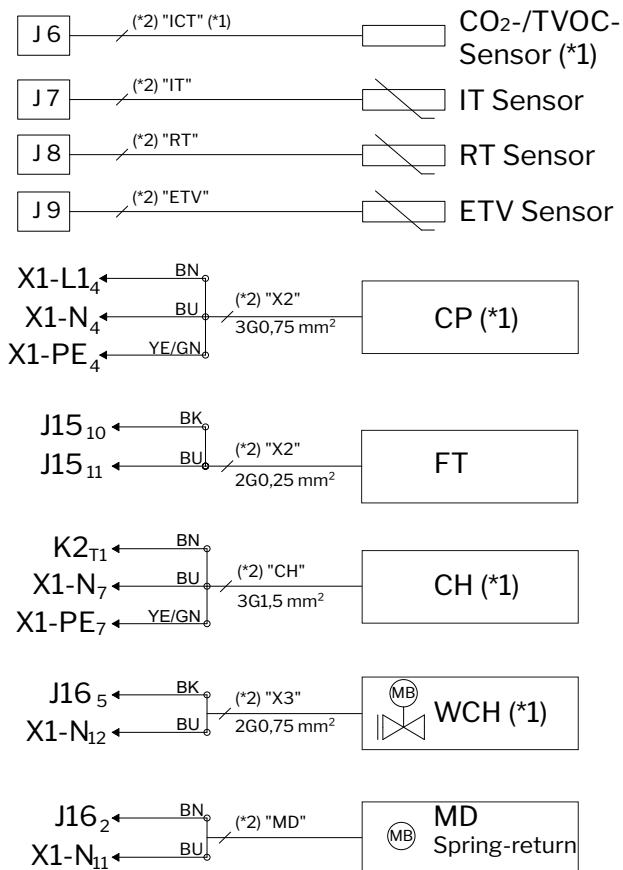 J6 (*2) "ICT" (*1) CO₂-/TVOC-
Sensor (*1)
J7 (*2) "IT" IT Sensor
J8 (*2) "RT" RT Sensor
J9 (*2) "ETV" ETV Sensor
X1-L1₄ BN
X1-N₄ BU (*2) "X2" CP (*1)
3G0,75 mm²
X1-PE₄ YE/GN
J15₁₀ BK
J15₁₁ BU (*2) "X2" FT
2G0,25 mm²
K2T1 BN
X1-N₇ BU (*2) "CH" CH (*1)
3G1,5 mm²
X1-PE₇ YE/GN
J16₅ BK (*2) "X3" MB WCH (*1)
X1-N₁₂ BU 2G0,75 mm²
J16₂ BN (*2) "MD" MB MD
X1-N₁₁ BU Spring-return